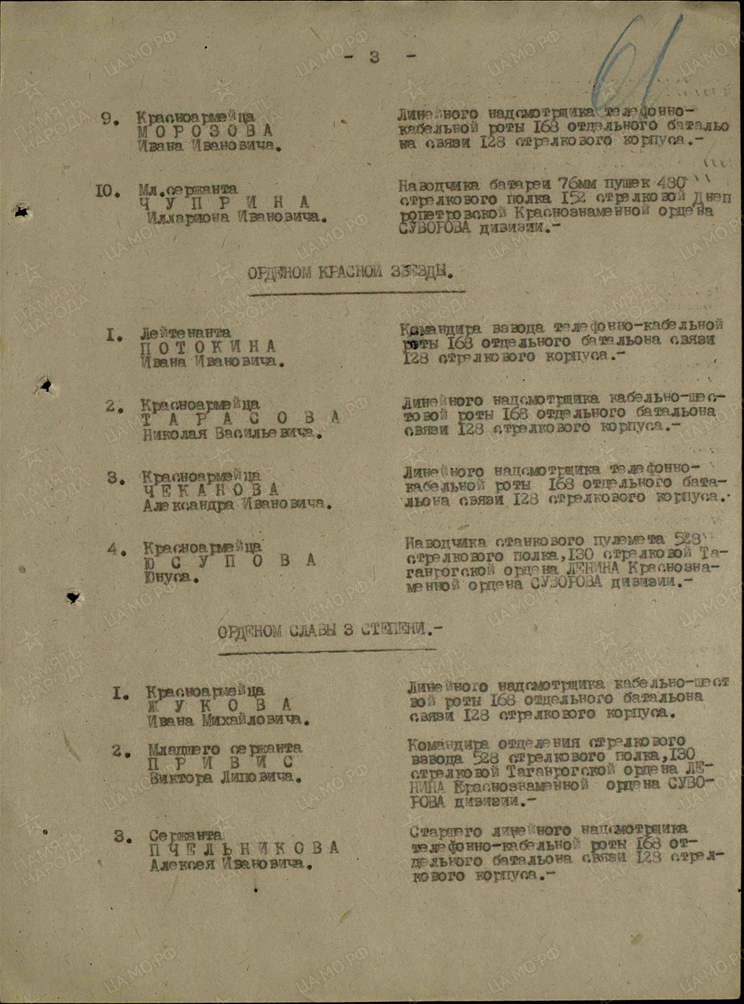 - 3 -
61
9. Красноармейца
М О Р О З О В А
Ивана Ивановича.
Линейного надсмотрщика телефонно-
кабельной роты 168 отдельного батальо
на связи 128 стрелкового корпуса.-
10. Мл.сержанта
Ч У П Р И Н А
Иллариона Ивановича.
Наводчика батареи 76мм пушек 480
стрелкового полка 152 стрелковой Днеп
ропетровской Краснознаменной ордена
СУВОРОВА дивизии.-
ОРДЕНОМ КРАСНОЙ ЗВЕЗДЫ.
1. Лейтенанта
П О Т О К И Н А
Ивана Ивановича.
Командира взвода телефонно-кабельной
роты 168 отдельного батальона связи
128 стрелкового корпуса.-
2. Красноармейца
Т А Р А С О В А
Николая Васильевича.
Линейного надсмотрщика кабельно-шес-
товой роты 168 отдельного батальона
связи 128 стрелкового корпуса.-
3. Красноармейца
Ч Е К А Н О В А
Александра Ивановича.
Линейного надсмотрщика телефонно-
кабельной роты 168 отдельного бата-
льона связи 128 стрелкового корпуса.-
4. Красноармейца
Ю С У П О В А
Юнуса.
Наводчика станкового пулемета 528
стрелкового полка,130 стрелковой Та-
ганрогской ордена ЛЕНИНА Краснозна-
менной ордена СУВОРОВА дивизии.-
ОРДЕНОМ СЛАВЫ 3 СТЕПЕНИ.-
1. Красноармейца
Ж У К О В А
Ивана Михайловича.
Линейного надсмотрщика кабельно-шест
вой роты 168 отдельного батальона
связи 128 стрелкового корпуса.
2. Младшего сержанта
П Р И В И С
Виктора Липовича.
Командира отделения стрелкового
взвода 528 стрелкового полка,130
стрелковой Таганрогской ордена ЛЕ-
НИНА Краснознаменной ордена СУВО-
РОВА дивизии.-
3. Сержанта
П Ч Е Л Ь Н И К О В А
Алексея Ивановича.
Старшего линейного надсмотрщика
телефонно-кабельной роты 168 от-
дельного батальона связи 128 стрел-
кового корпуса.-